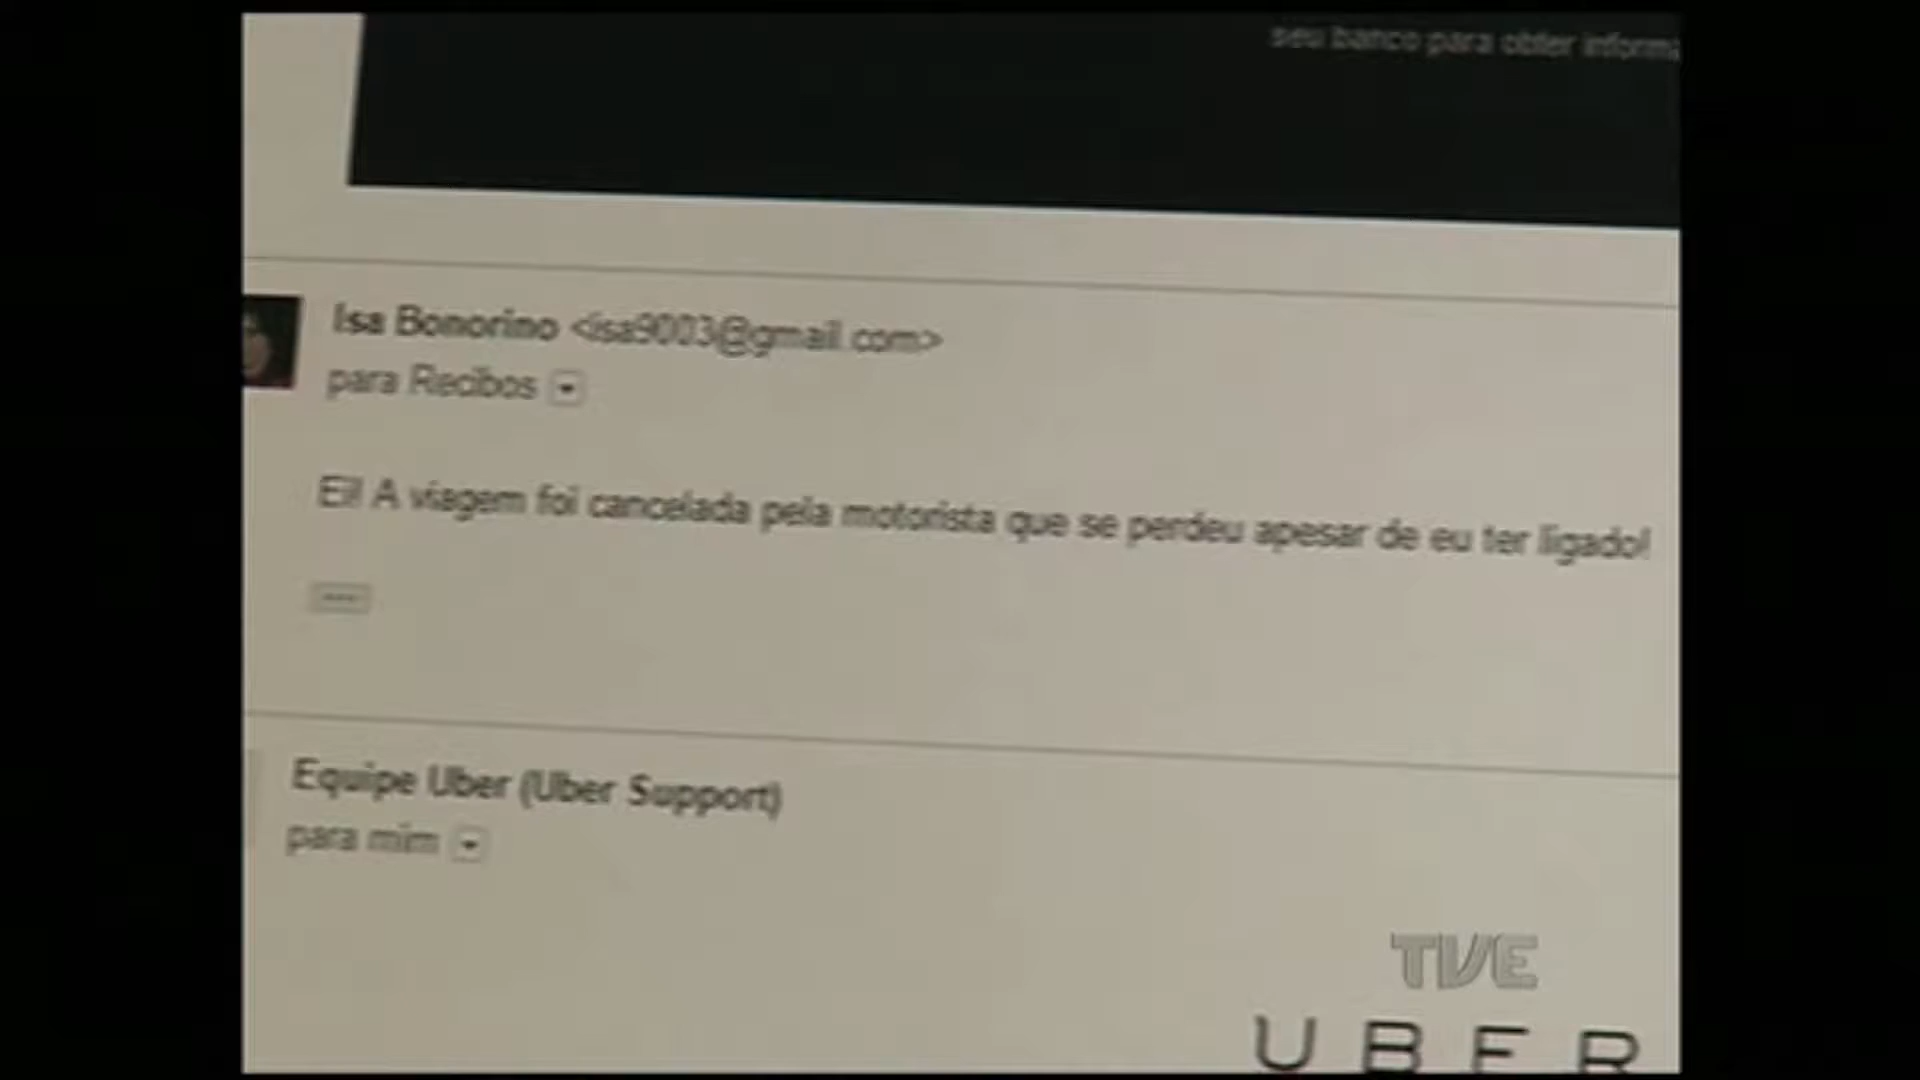 seu banco para obter informa
Isa Bonorino <isa9003@gmail.com>
para Recibos
Ei! A viagem foi cancelada pela motorista que se perdeu apesar de eu ter ligado!
Equipe Uber (Uber Support)
para mim
TVE
UBER